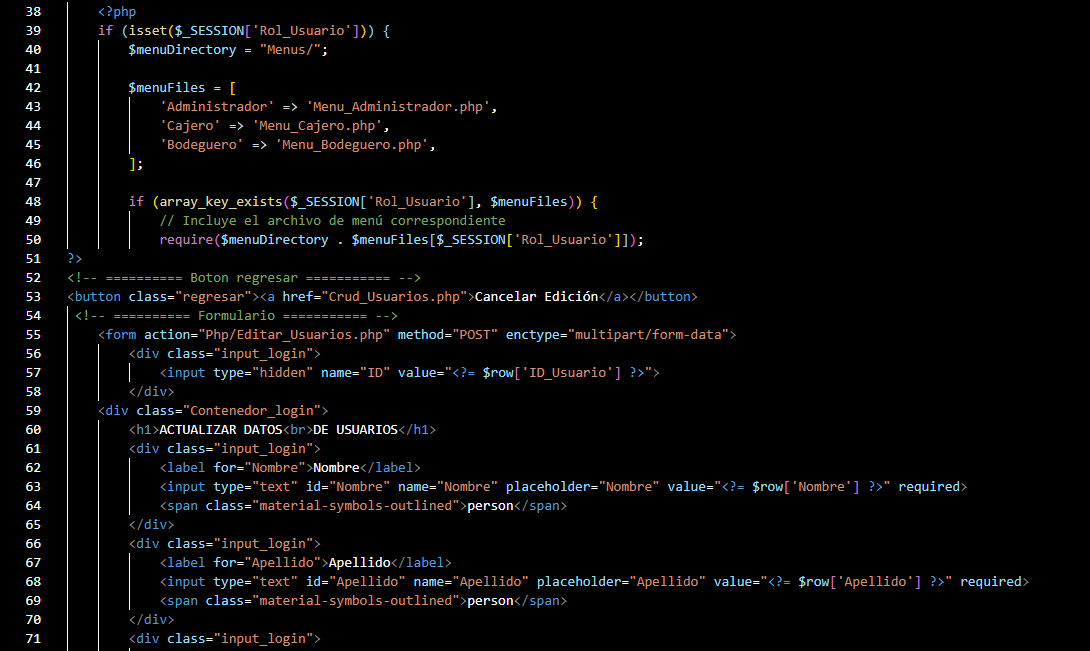 38 <?php
39 if (isset($_SESSION['Rol_Usuario'])) {
40 $menuDirectory = "Menus/";
41
42 $menuFiles = [
43 'Administrador' => 'Menu_Administrador.php',
44 'Cajero' => 'Menu_Cajero.php',
45 'Bodeguero' => 'Menu_Bodeguero.php',
46 ];
47
48 if (array_key_exists($_SESSION['Rol_Usuario'], $menuFiles)) {
49 // Incluye el archivo de menú correspondiente
50 require($menuDirectory . $menuFiles[$_SESSION['Rol_Usuario']]);
51 ?>
52 <!-- ========== Boton regresar =========== -->
53 <button class="regresar"><a href="Crud_Usuarios.php">Cancelar Edición</a></button>
54 <!-- ========== Formulario =========== -->
55 <form action="Php/Editar_Usuarios.php" method="POST" enctype="multipart/form-data">
56 <div class="input_login">
57 <input type="hidden" name="ID" value="<?= $row['ID_Usuario'] ?>">
58 </div>
59 <div class="Contenedor_login">
60 <h1>ACTUALIZAR DATOS<br>DE USUARIOS</h1>
61 <div class="input_login">
62 <label for="Nombre">Nombre</label>
63 <input type="text" id="Nombre" name="Nombre" placeholder="Nombre" value="<?= $row['Nombre'] ?>" required>
64 <span class="material-symbols-outlined">person</span>
65 </div>
66 <div class="input_login">
67 <label for="Apellido">Apellido</label>
68 <input type="text" id="Apellido" name="Apellido" placeholder="Apellido" value="<?= $row['Apellido'] ?>" required>
69 <span class="material-symbols-outlined">person</span>
70 </div>
71 <div class="input_login">